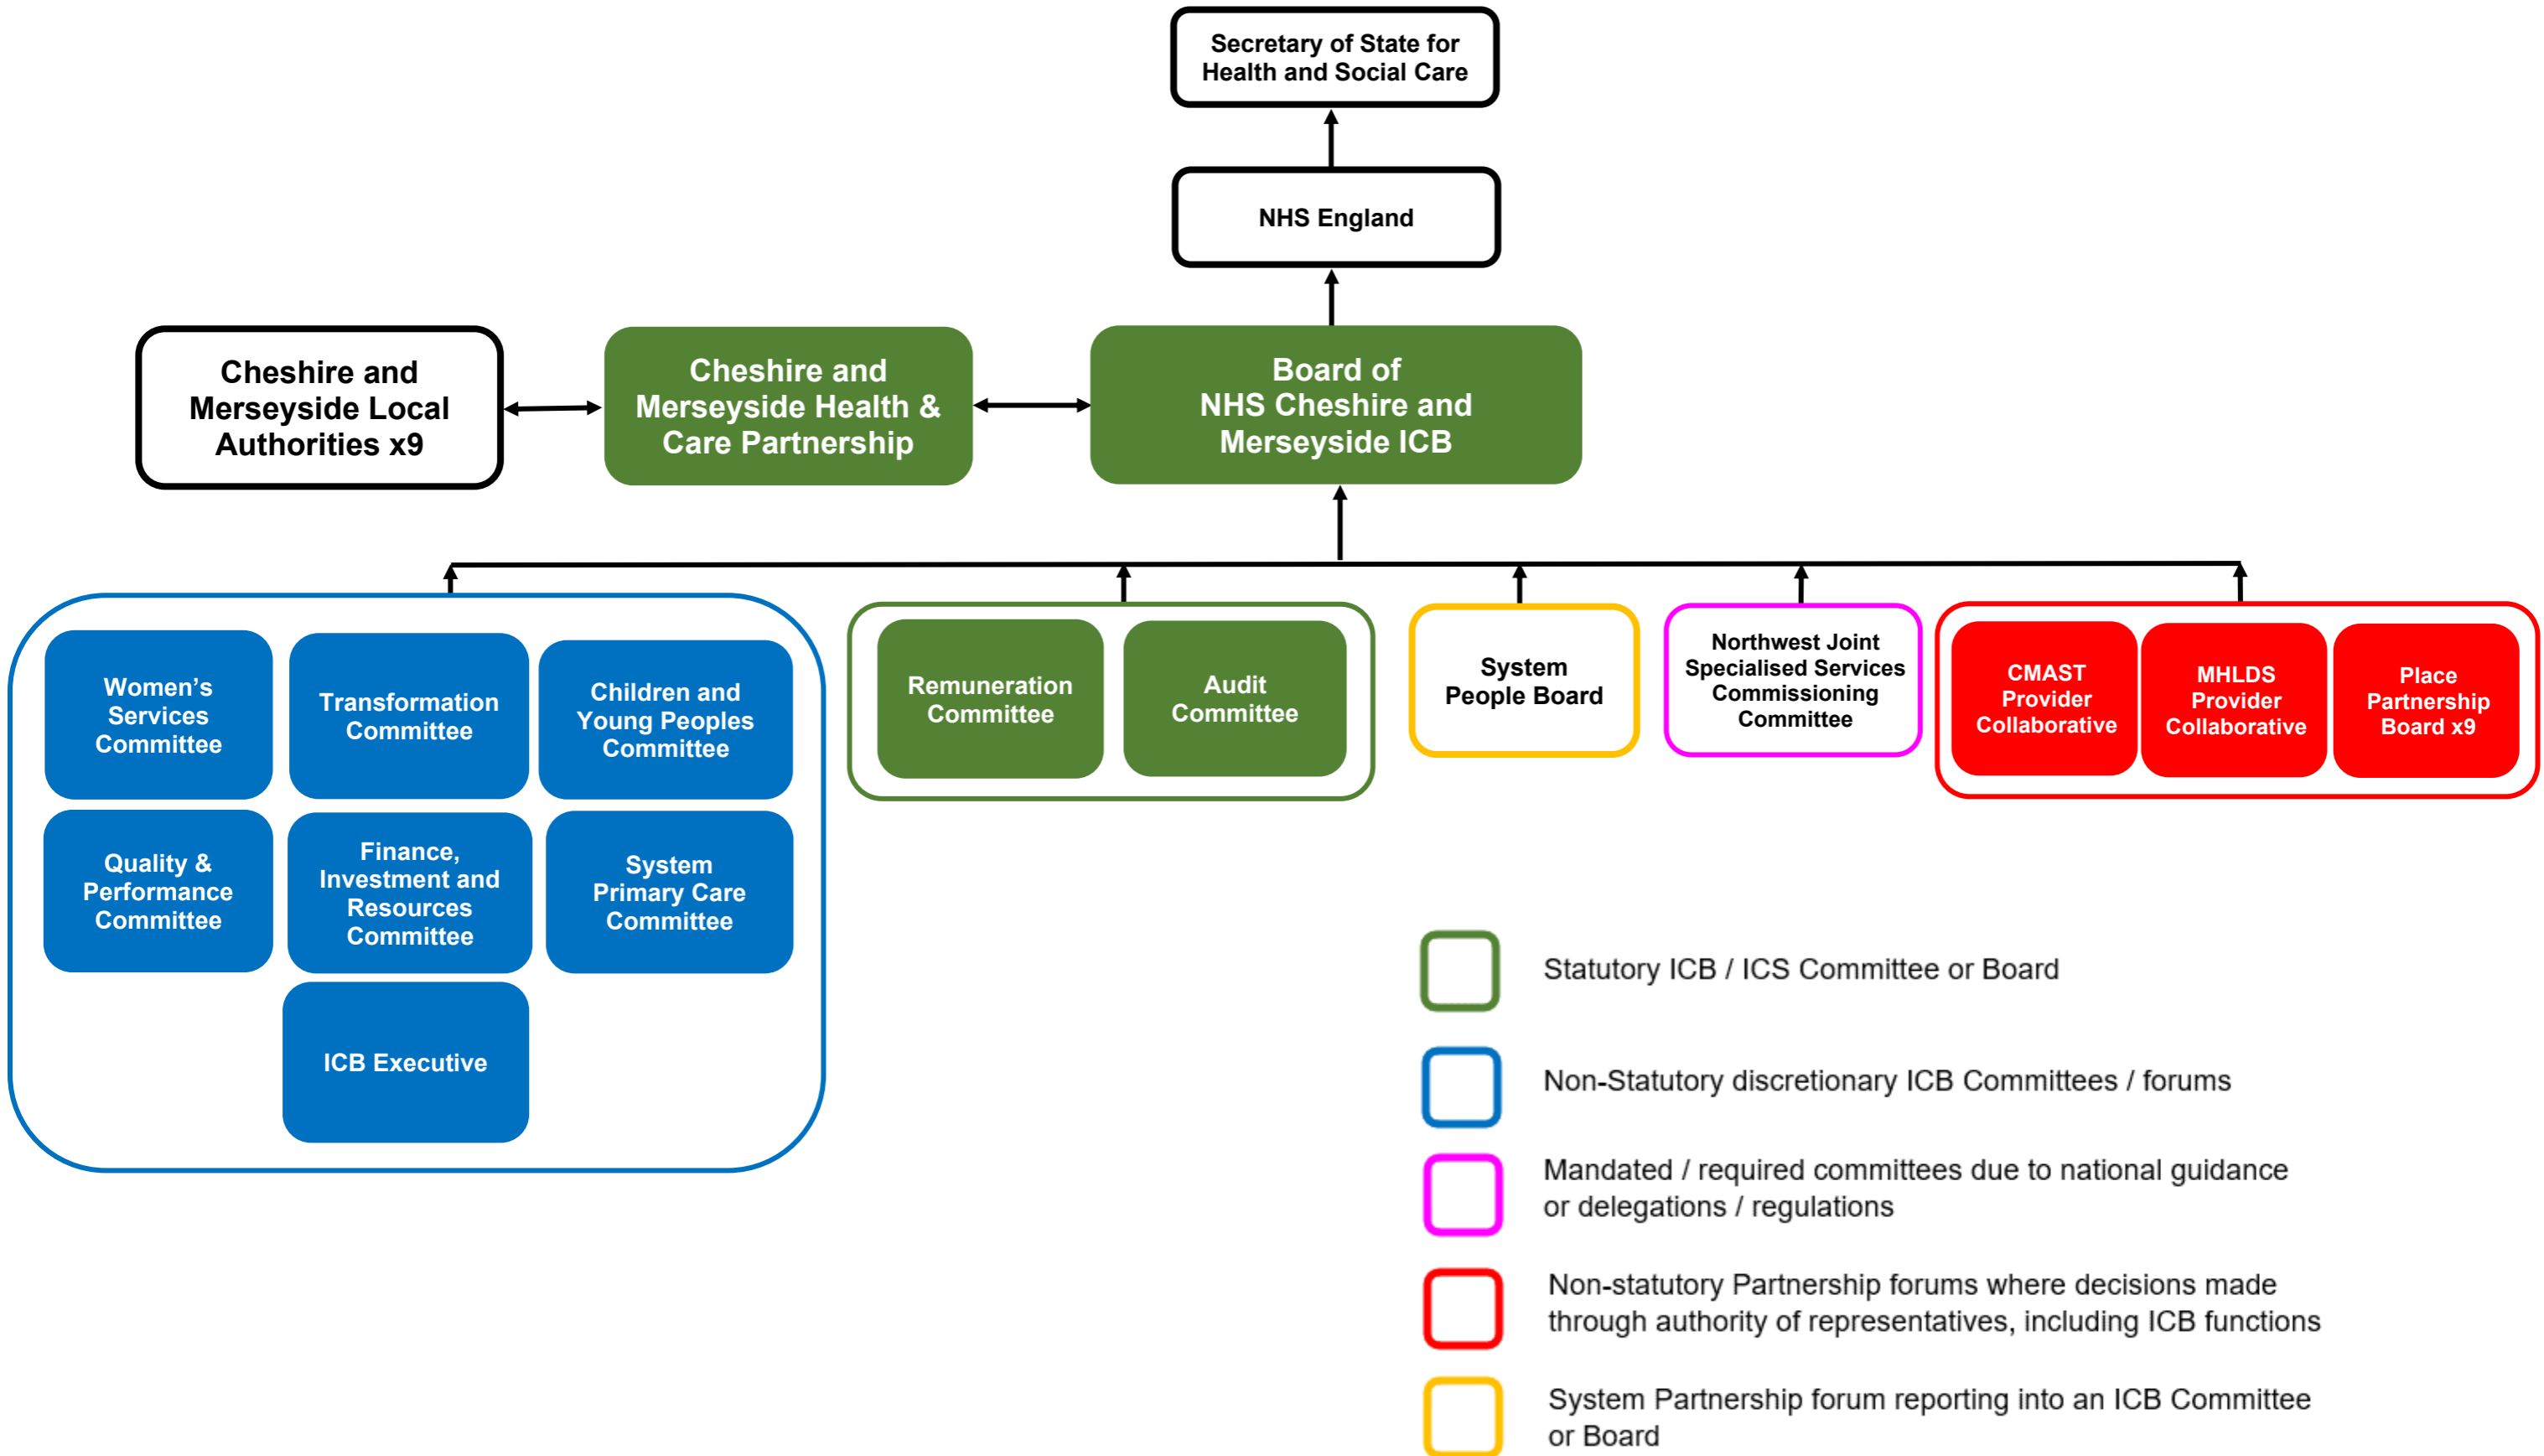 Secretary of State for
Health and Social Care
NHS England
Cheshire and
Merseyside Local
Authorities x9
Cheshire and
Merseyside Health &
Care Partnership
Board of
NHS Cheshire and
Merseyside ICB
Women’s
Services
Committee
Transformation
Committee
Children and
Young Peoples
Committee
Quality &
Performance
Committee
Finance,
Investment and
Resources
Committee
System
Primary Care
Committee
ICB Executive
Remuneration
Committee
Audit
Committee
System
People Board
Northwest Joint
Specialised Services
Commissioning
Committee
CMAST
Provider
Collaborative
MHLDS
Provider
Collaborative
Place
Partnership
Board x9
Statutory ICB / ICS Committee or Board
Non-Statutory discretionary ICB Committees / forums
Mandated / required committees due to national guidance
or delegations / regulations
Non-statutory Partnership forums where decisions made
through authority of representatives, including ICB functions
System Partnership forum reporting into an ICB Committee
or Board